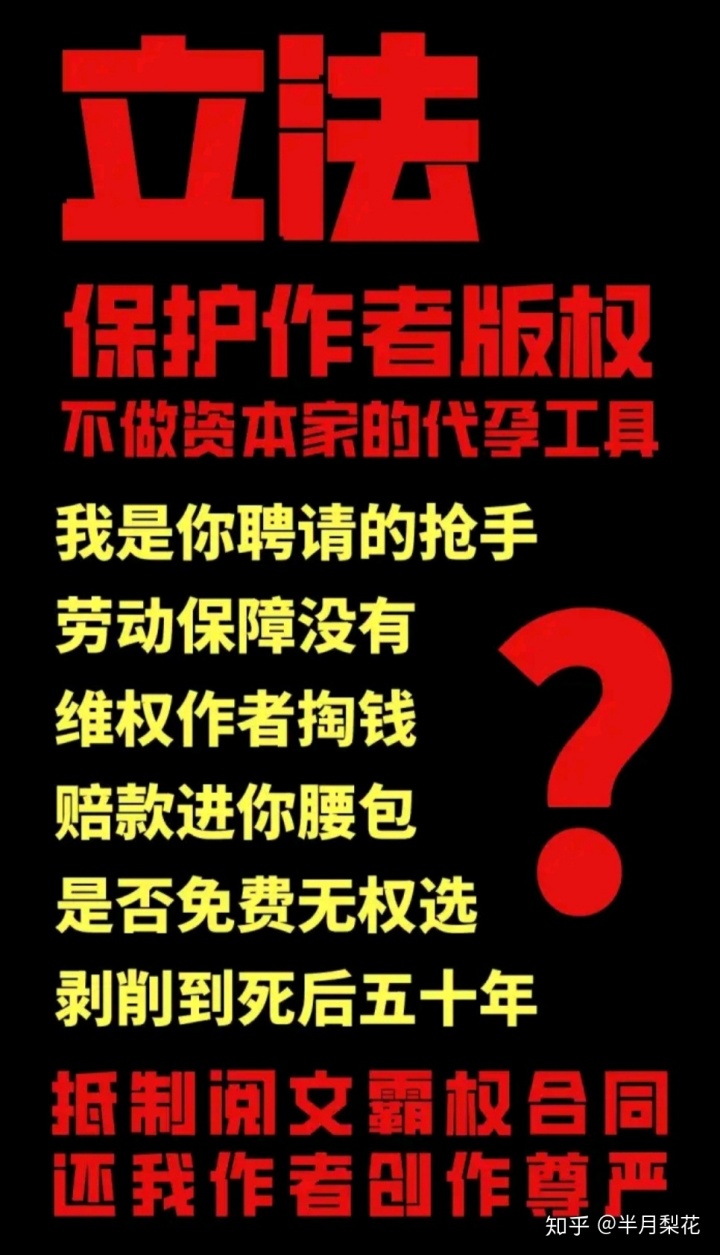 立法
保护作者版权
不做资本家的代孕工具
我是你聘请的抢手
劳动保障没有
维权作者掏钱
赔款进你腰包
?
是否免费无权选
剥削到死后五十年
抵制阅文霸权合同
还我作者创作尊严
知乎 @半月梨花